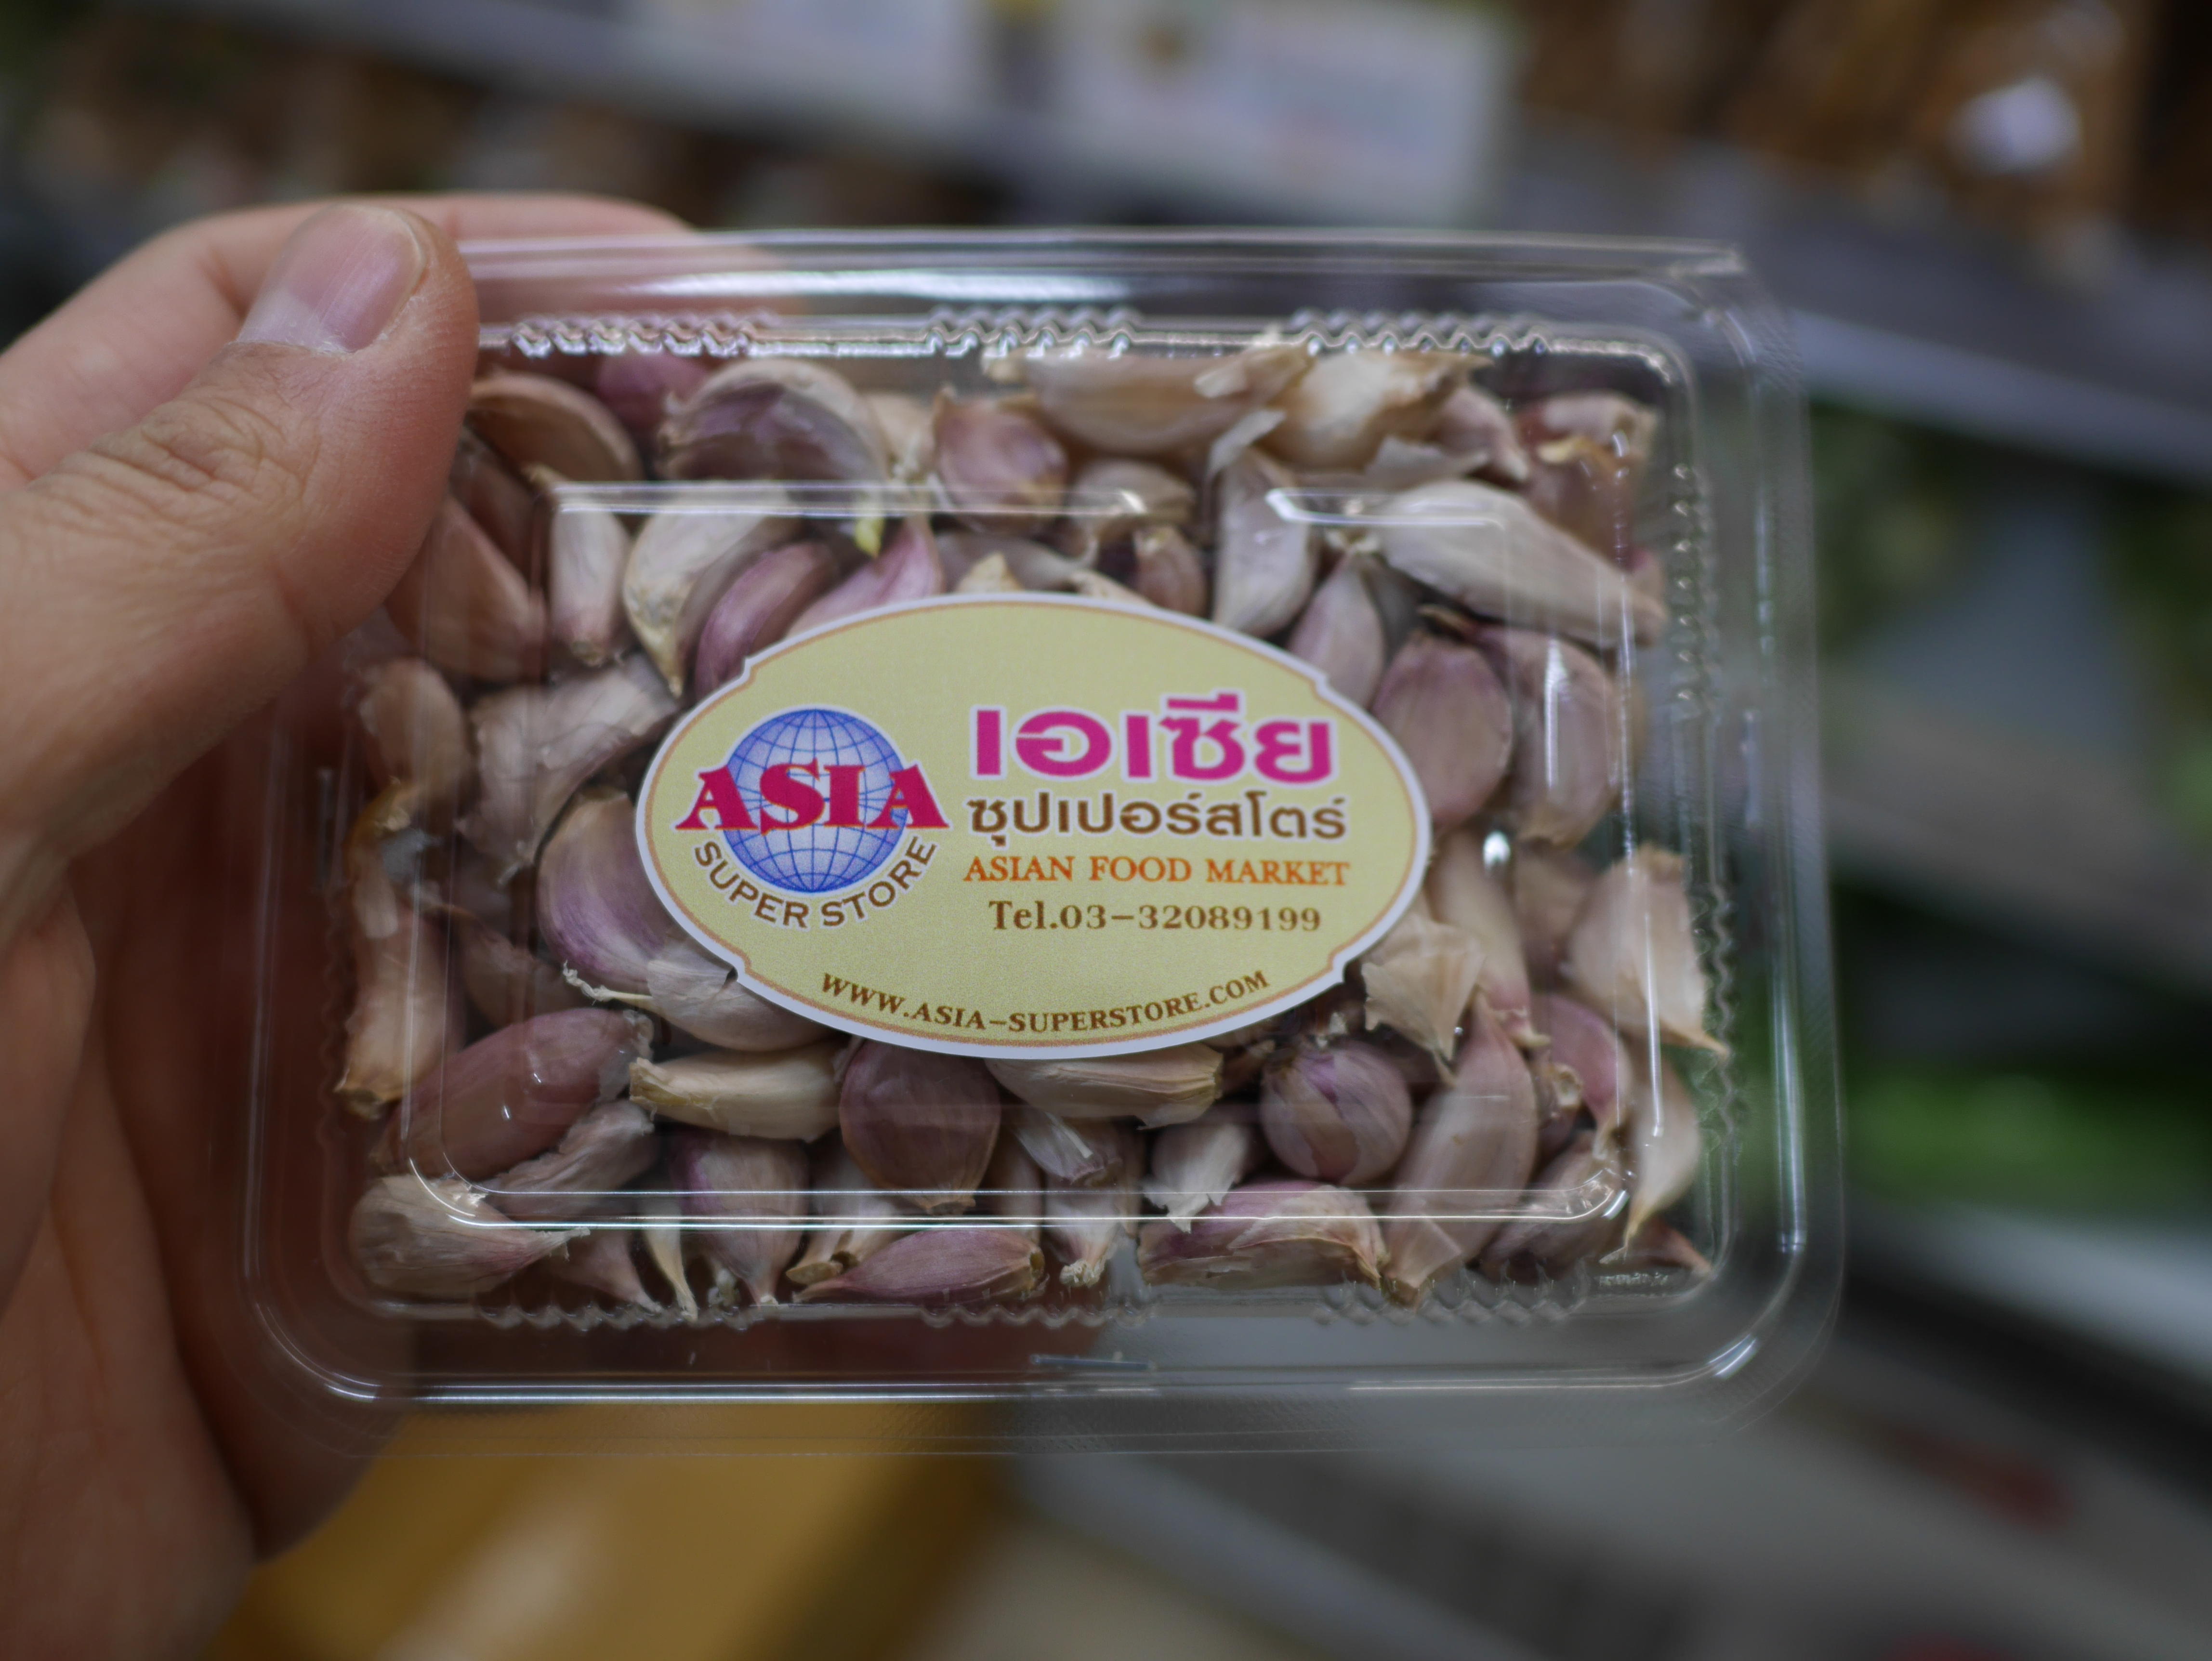 ASIA
SUPER STORE
เอเซีย
ซุปเปอร์สโตร์
ASIAN FOOD MARKET
Tel.03-32089199
WWW.ASIA-SUPERSTORE.COM